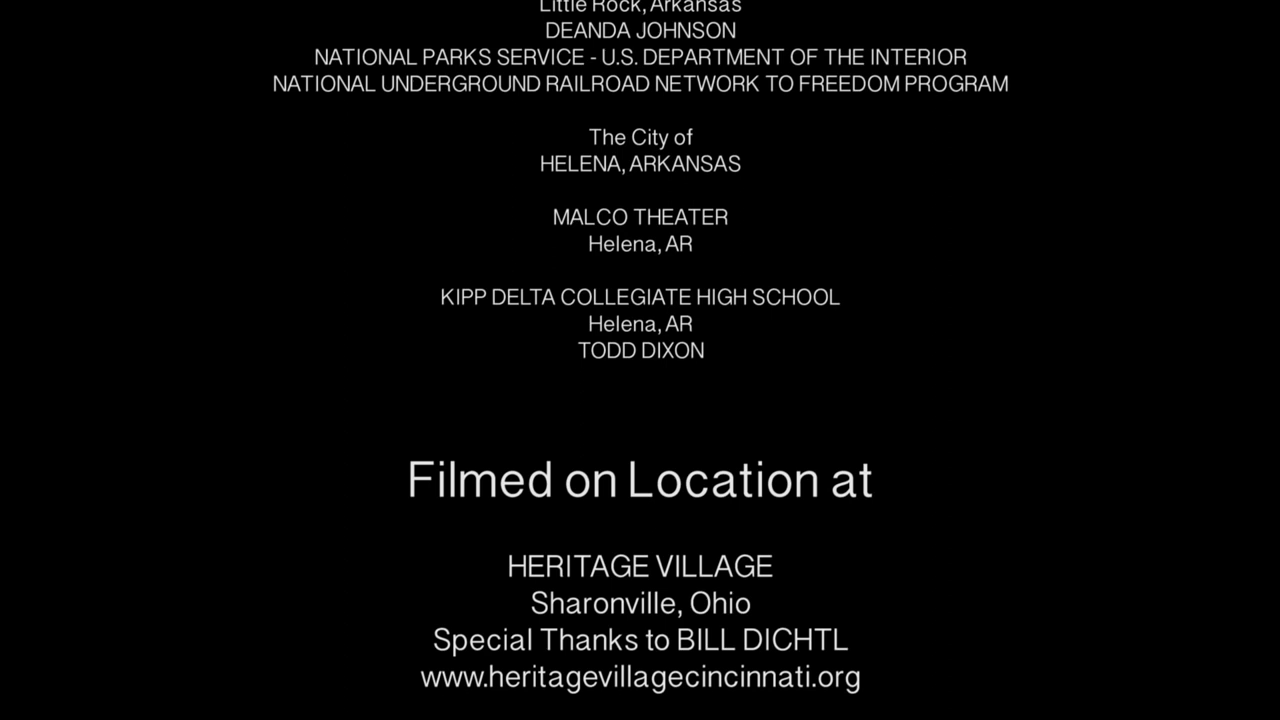 Little Rock, Arkansas
DEANDA JOHNSON
NATIONAL PARKS SERVICE - U.S. DEPARTMENT OF THE INTERIOR
NATIONAL UNDERGROUND RAILROAD NETWORK TO FREEDOM PROGRAM
The City of
HELENA, ARKANSAS
MALCO THEATER
Helena, AR
KIPP DELTA COLLEGIATE HIGH SCHOOL
Helena, AR
TODD DIXON
Filmed on Location at
HERITAGE VILLAGE
Sharonville, Ohio
Special Thanks to BILL DICHTL
www.heritagevillagecincinnati.org